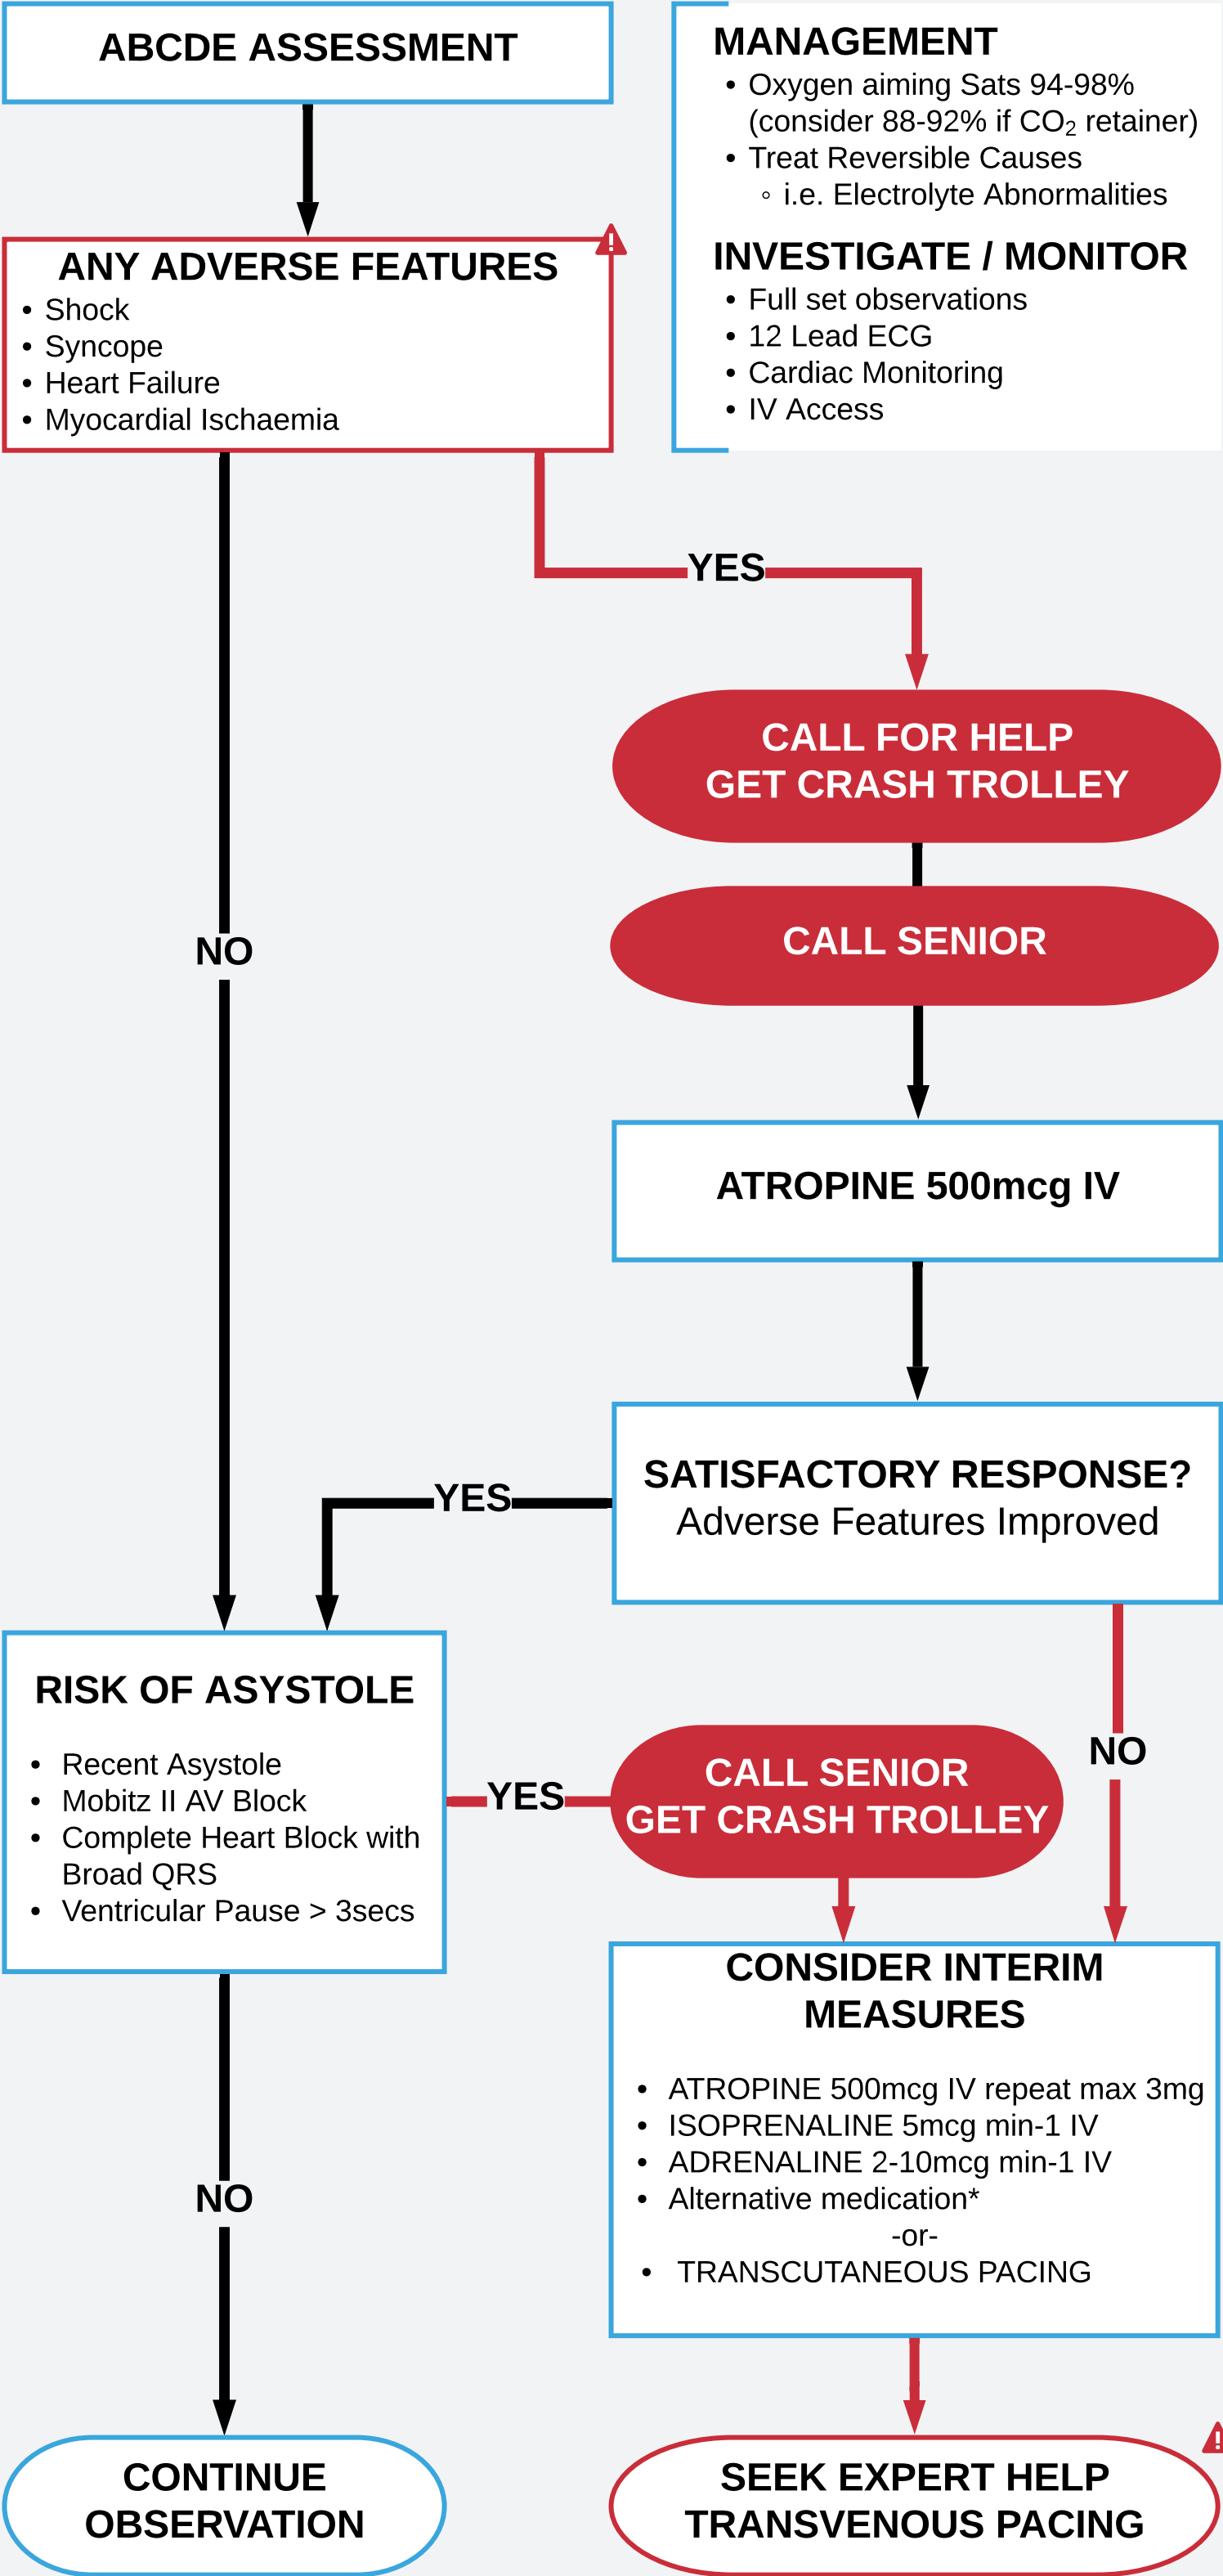 ABCDE ASSESSMENT
MANAGEMENT
• Oxygen aiming Sats 94-98%
(consider 88-92% if CO₂ retainer)
• Treat Reversible Causes
◦ i.e. Electrolyte Abnormalities
INVESTIGATE / MONITOR
• Full set observations
• 12 Lead ECG
• Cardiac Monitoring
• IV Access
ANY ADVERSE FEATURES
• Shock
• Syncope
• Heart Failure
• Myocardial Ischaemia
YES
CALL FOR HELP
GET CRASH TROLLEY
CALL SENIOR
NO
ATROPINE 500mcg IV
SATISFACTORY RESPONSE?
Adverse Features Improved
YES
RISK OF ASYSTOLE
• Recent Asystole
• Mobitz II AV Block
• Complete Heart Block with
Broad QRS
• Ventricular Pause > 3secs
YES
CALL SENIOR
GET CRASH TROLLEY
NO
CONSIDER INTERIM
MEASURES
• ATROPINE 500mcg IV repeat max 3mg
• ISOPRENALINE 5mcg min-1 IV
• ADRENALINE 2-10mcg min-1 IV
• Alternative medication*
-or-
• TRANSCUTANEOUS PACING
NO
CONTINUE
OBSERVATION
SEEK EXPERT HELP
TRANSVENOUS PACING